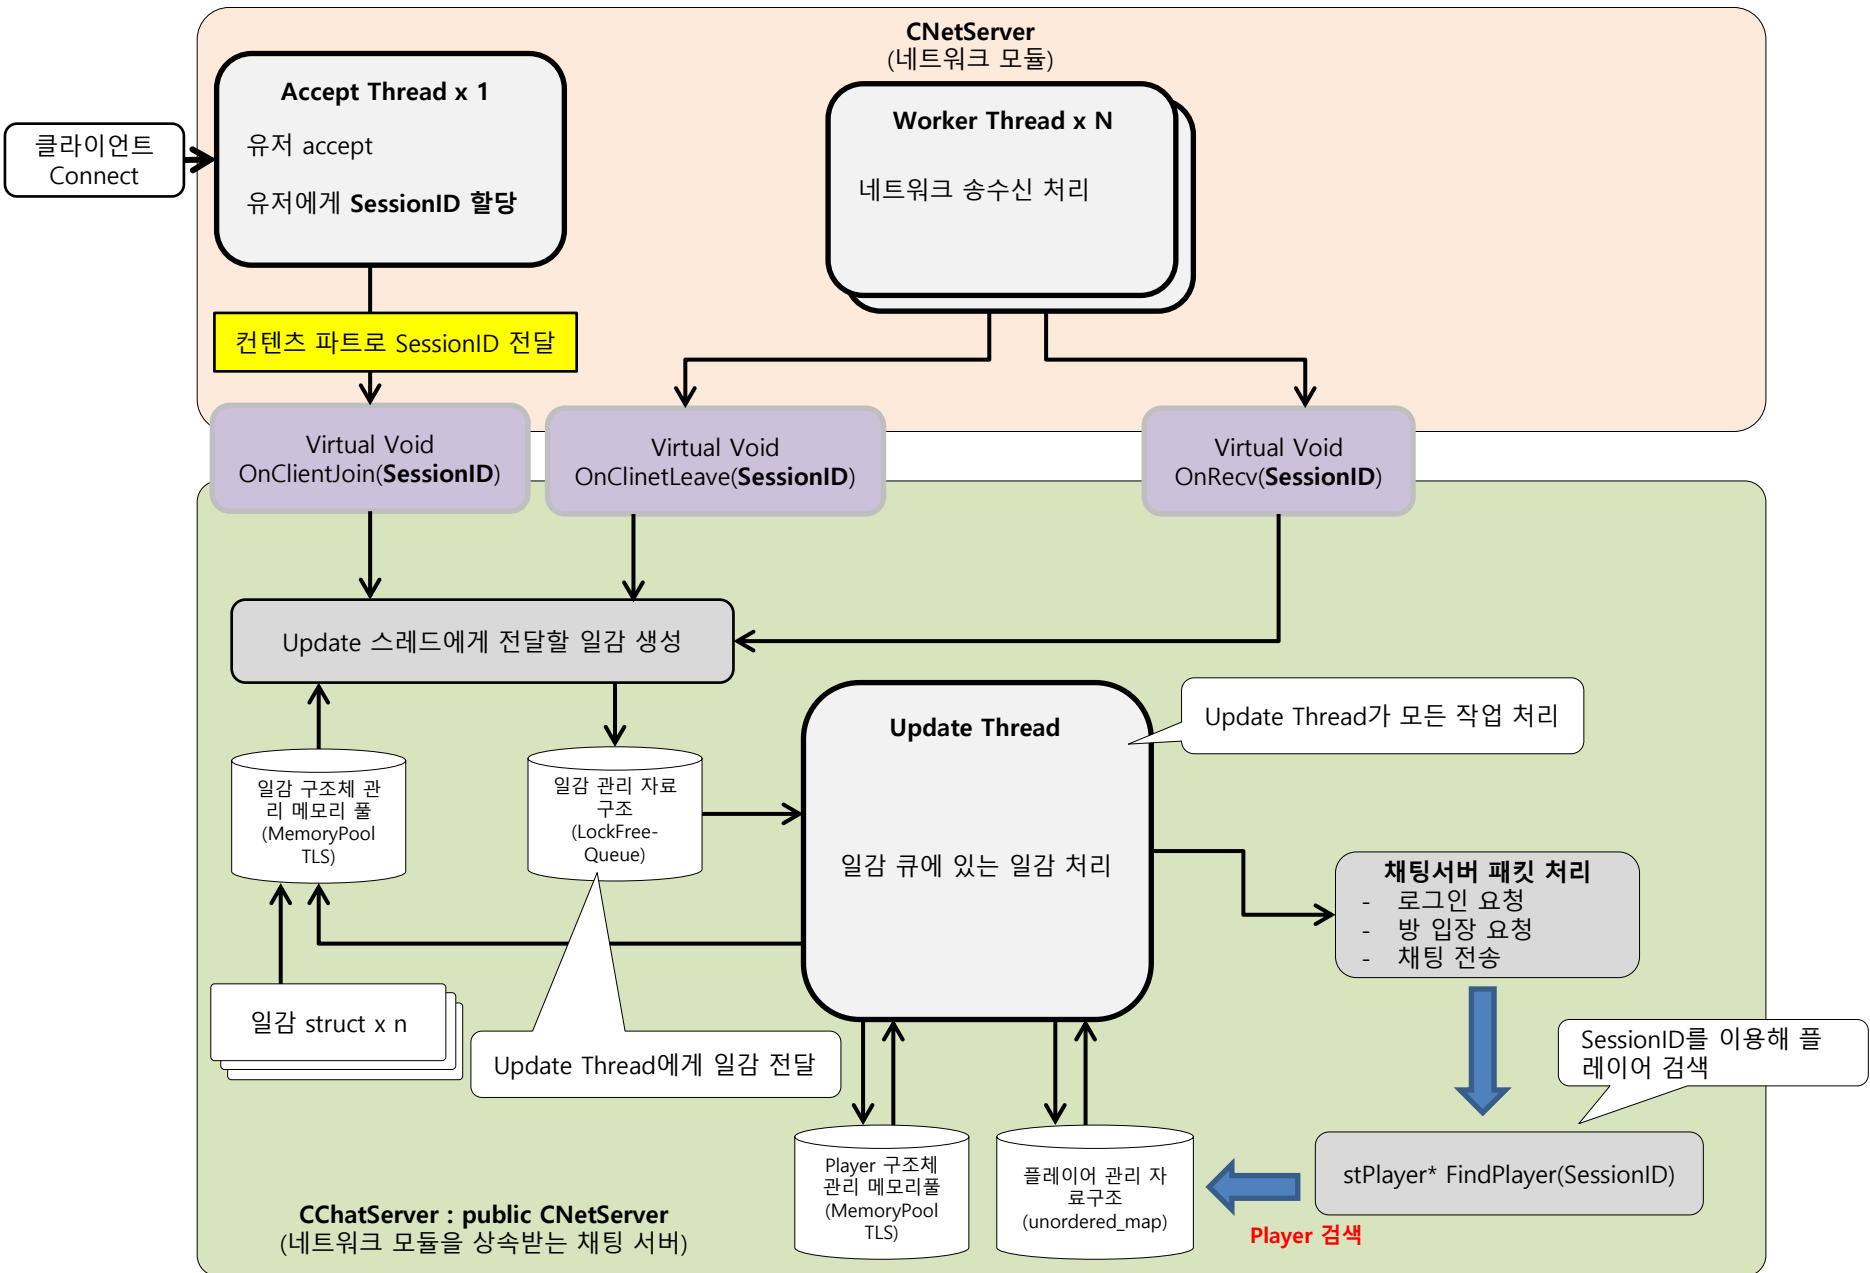 CNetServer
(네트워크 모듈)
Accept Thread x 1
유저 accept
유저에게 SessionID 할당
클라이언트
Connect
Worker Thread x N
네트워크 송수신 처리
컨텐츠 파트로 SessionID 전달
Virtual Void
OnClientJoin(SessionID)
Virtual Void
OnClinetLeave(SessionID)
Virtual Void
OnRecv(SessionID)
Update 스레드에게 전달할 일감 생성
Update Thread
일감 큐에 있는 일감 처리
Update Thread가 모든 작업 처리
일감 구조체 관
리 메모리 풀
(MemoryPool
TLS)
일감 관리 자료
구조
(LockFree-
Queue)
채팅서버 패킷 처리
- 로그인 요청
- 방 입장 요청
- 채팅 전송
일감 struct x n
Update Thread에게 일감 전달
SessionID를 이용해 플
레이어 검색
Player 구조체
관리 메모리풀
(MemoryPool
TLS)
플레이어 관리 자
료구조
(unordered_map)
stPlayer* FindPlayer(SessionID)
Player 검색
CChatServer : public CNetServer
(네트워크 모듈을 상속받는 채팅 서버)